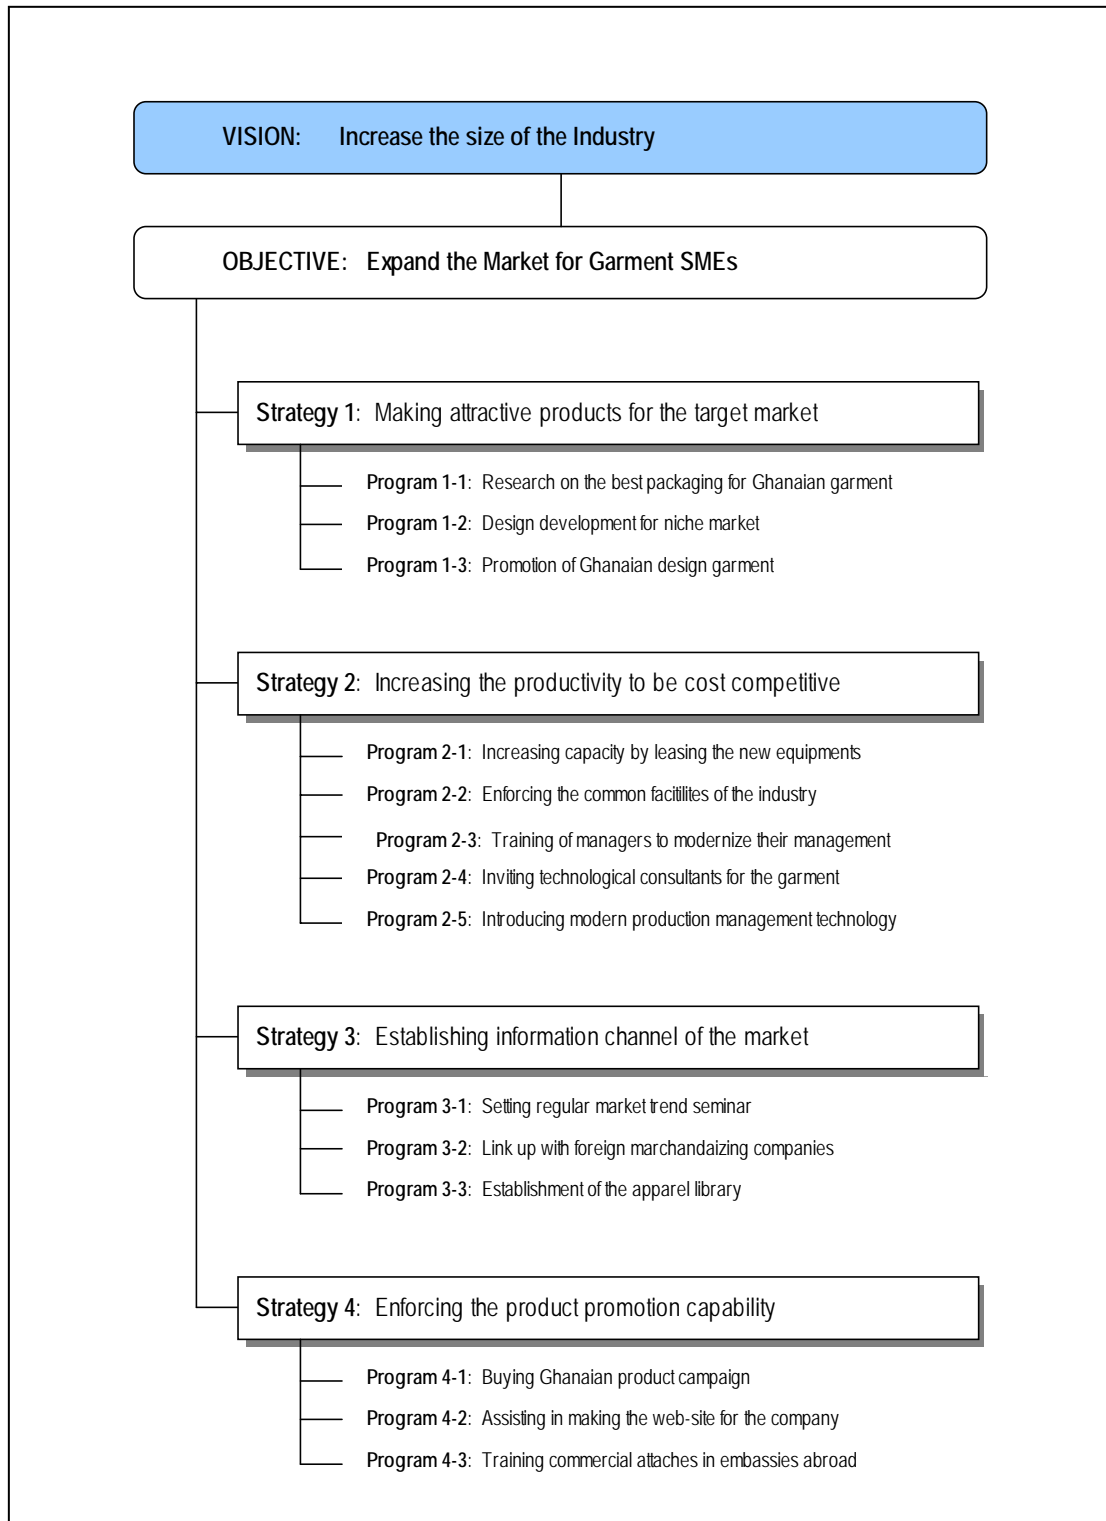 VISION: Increase the size of the Industry
OBJECTIVE: Expand the Market for Garment SMEs
Strategy 1: Making attractive products for the target market
Program 1-1: Research on the best packaging for Ghanaian garment
Program 1-2: Design development for niche market
Program 1-3: Promotion of Ghanaian design garment
Strategy 2: Increasing the productivity to be cost competitive
Program 2-1: Increasing capacity by leasing the new equipments
Program 2-2: Enforcing the common facitilites of the industry
Program 2-3: Training of managers to modernize their management
Program 2-4: Inviting technological consultants for the garment
Program 2-5: Introducing modern production management technology
Strategy 3: Establishing information channel of the market
Program 3-1: Setting regular market trend seminar
Program 3-2: Link up with foreign marchandaizing companies
Program 3-3: Establishment of the apparel library
Strategy 4: Enforcing the product promotion capability
Program 4-1: Buying Ghanaian product campaign
Program 4-2: Assisting in making the web-site for the company
Program 4-3: Training commercial attaches in embassies abroad